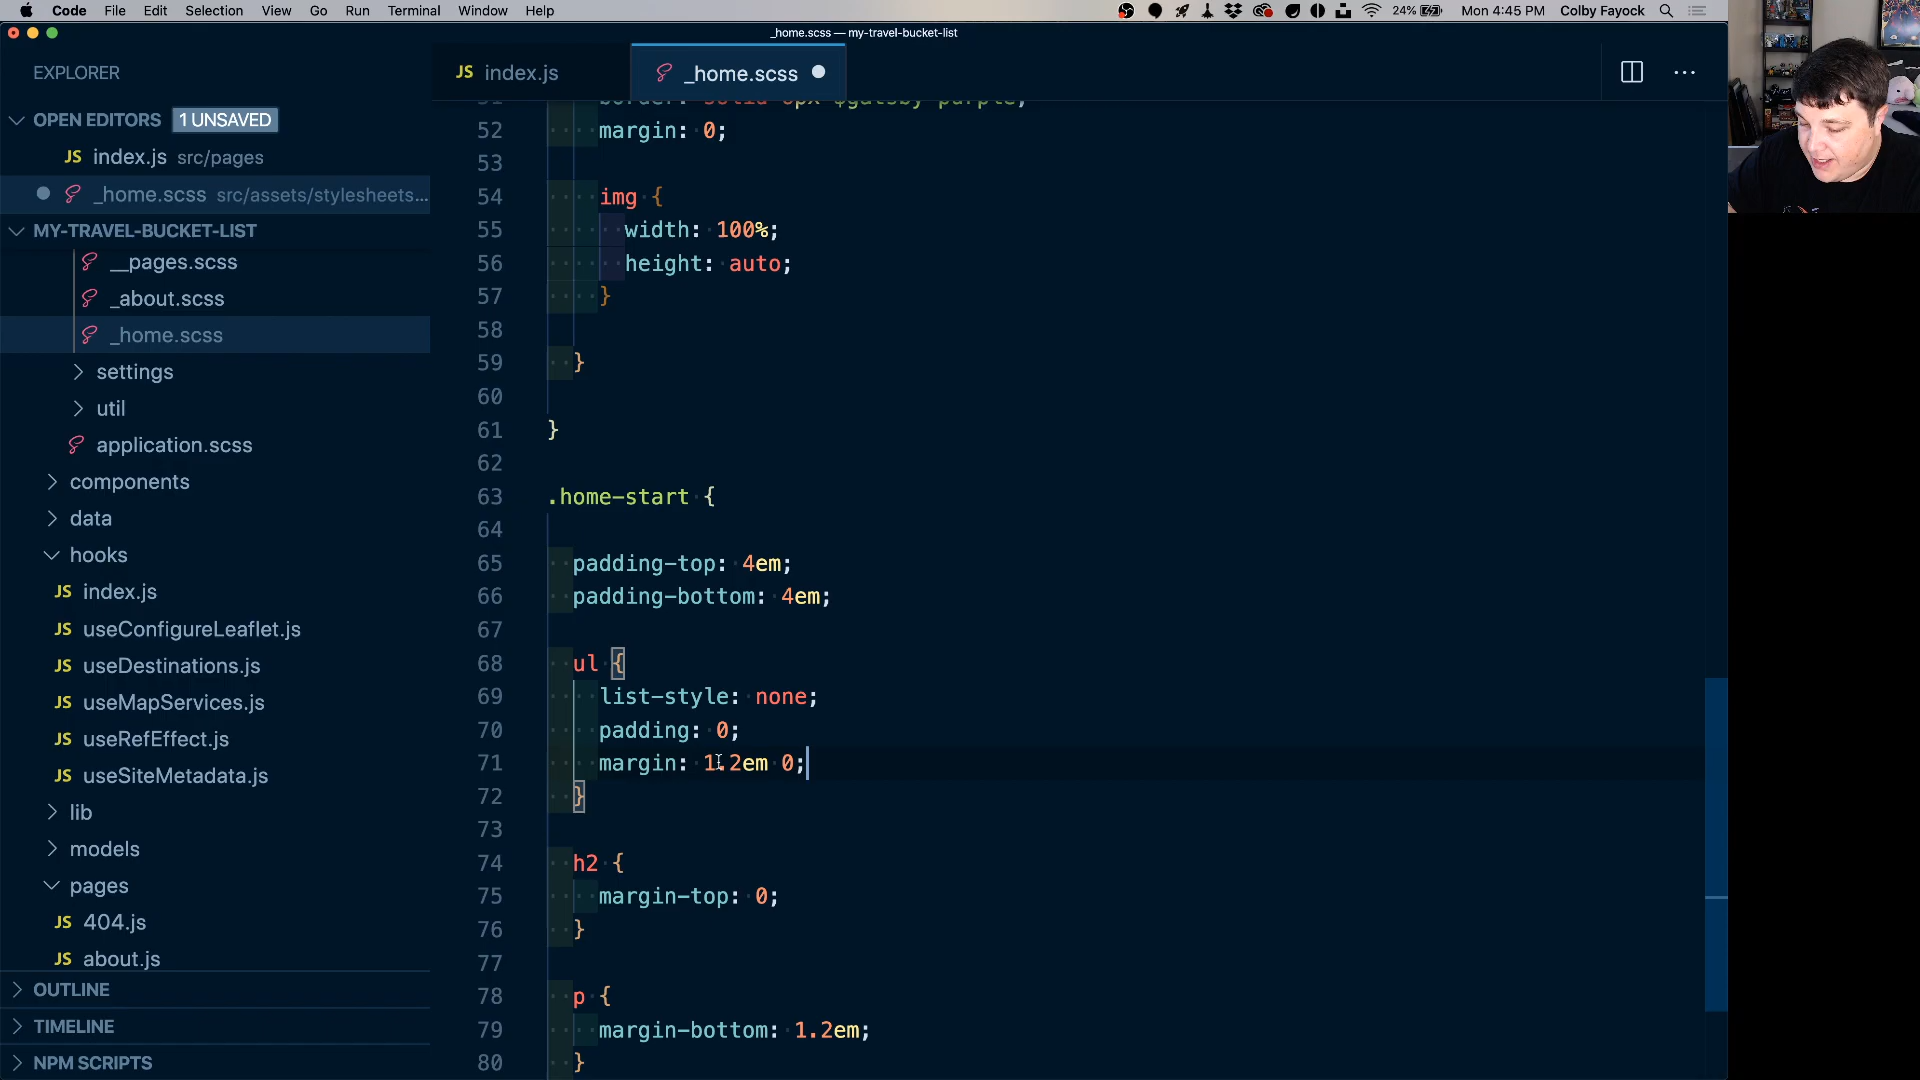 Code File Edit Selection View Go Run Terminal Window Help 24% Mon 4:45 PM Colby Fayock
_home.scss — my-travel-bucket-list
EXPLORER
JS index.js
_home.scss
OPEN EDITORS 1 UNSAVED
JS index.js src/pages
_home.scss src/assets/stylesheets...
MY-TRAVEL-BUCKET-LIST
__pages.scss
_about.scss
_home.scss
settings
util
application.scss
components
data
hooks
JS index.js
JS useConfigureLeaflet.js
JS useDestinations.js
JS useMapServices.js
JS useRefEffect.js
JS useSiteMetadata.js
lib
models
pages
JS 404.js
JS about.js
OUTLINE
TIMELINE
NPM SCRIPTS
52 margin: 0;
53
54 img {
55 width: 100%;
56 height: auto;
57 }
58
59 }
60
61 }
62
63 .home-start {
64
65 padding-top: 4em;
66 padding-bottom: 4em;
67
68 ul {
69 list-style: none;
70 padding: 0;
71 margin: 1.2em 0;
72 }
73
74 h2 {
75 margin-top: 0;
76 }
77
78 p {
79 margin-bottom: 1.2em;
80 }